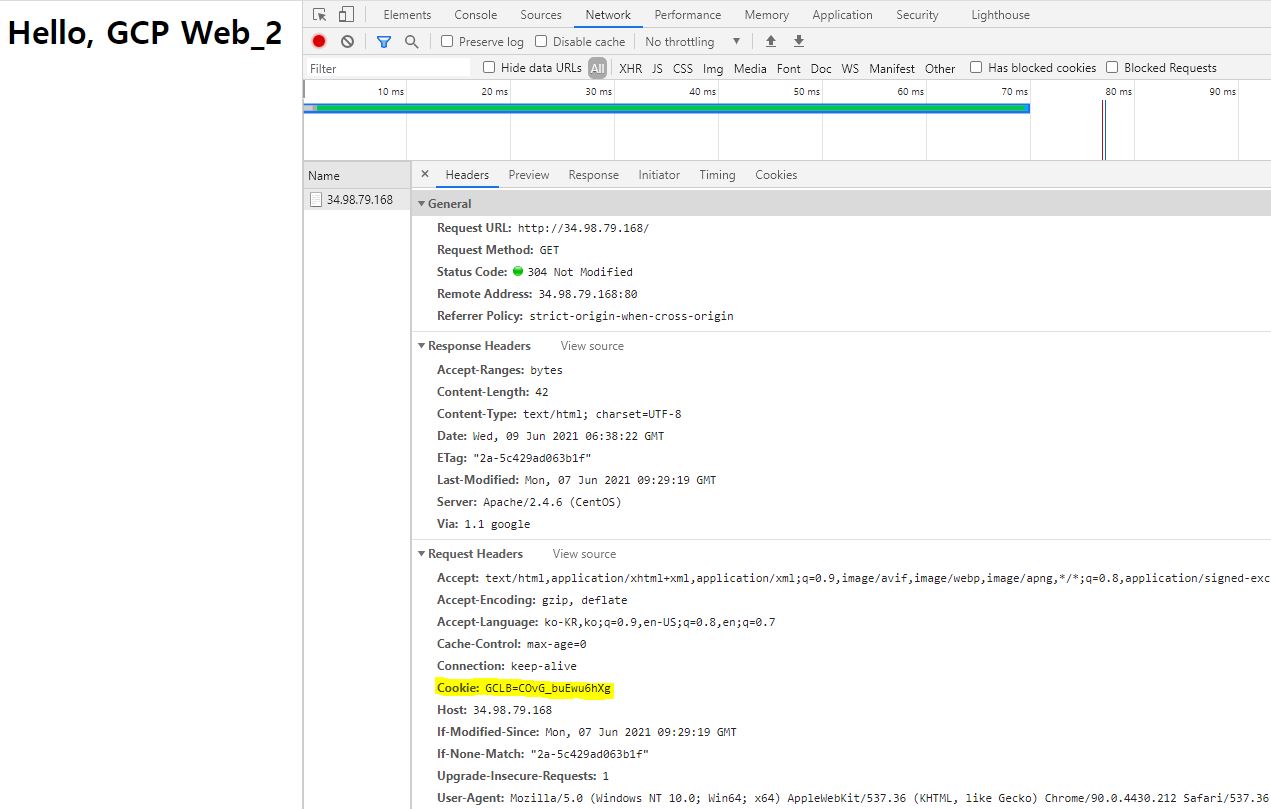 Hello, GCP Web_2
Elements Console Sources Network Performance Memory Application Security Lighthouse
Preserve log Disable cache No throttling
Filter Hide data URLs All XHR JS CSS Img Media Font Doc WS Manifest Other Has blocked cookies Blocked Requests
10 ms 20 ms 30 ms 40 ms 50 ms 60 ms 70 ms 80 ms 90 ms
Name
34.98.79.168
× Headers Preview Response Initiator Timing Cookies
General
Request URL: http://34.98.79.168/
Request Method: GET
Status Code: 304 Not Modified
Remote Address: 34.98.79.168:80
Referrer Policy: strict-origin-when-cross-origin
Response Headers View source
Accept-Ranges: bytes
Content-Length: 42
Content-Type: text/html; charset=UTF-8
Date: Wed, 09 Jun 2021 06:38:22 GMT
ETag: "2a-5c429ad063b1f"
Last-Modified: Mon, 07 Jun 2021 09:29:19 GMT
Server: Apache/2.4.6 (CentOS)
Via: 1.1 google
Request Headers View source
Accept: text/html,application/xhtml+xml,application/xml;q=0.9,image/avif,image/webp,image/apng,*/*;q=0.8,application/signed-exc
Accept-Encoding: gzip, deflate
Accept-Language: ko-KR,ko;q=0.9,en-US;q=0.8,en;q=0.7
Cache-Control: max-age=0
Connection: keep-alive
Cookie: GCLB=COvG_buEwu6hXg
Host: 34.98.79.168
If-Modified-Since: Mon, 07 Jun 2021 09:29:19 GMT
If-None-Match: "2a-5c429ad063b1f"
Upgrade-Insecure-Requests: 1
User-Agent: Mozilla/5.0 (Windows NT 10.0; Win64; x64) AppleWebKit/537.36 (KHTML, like Gecko) Chrome/90.0.4430.212 Safari/537.36